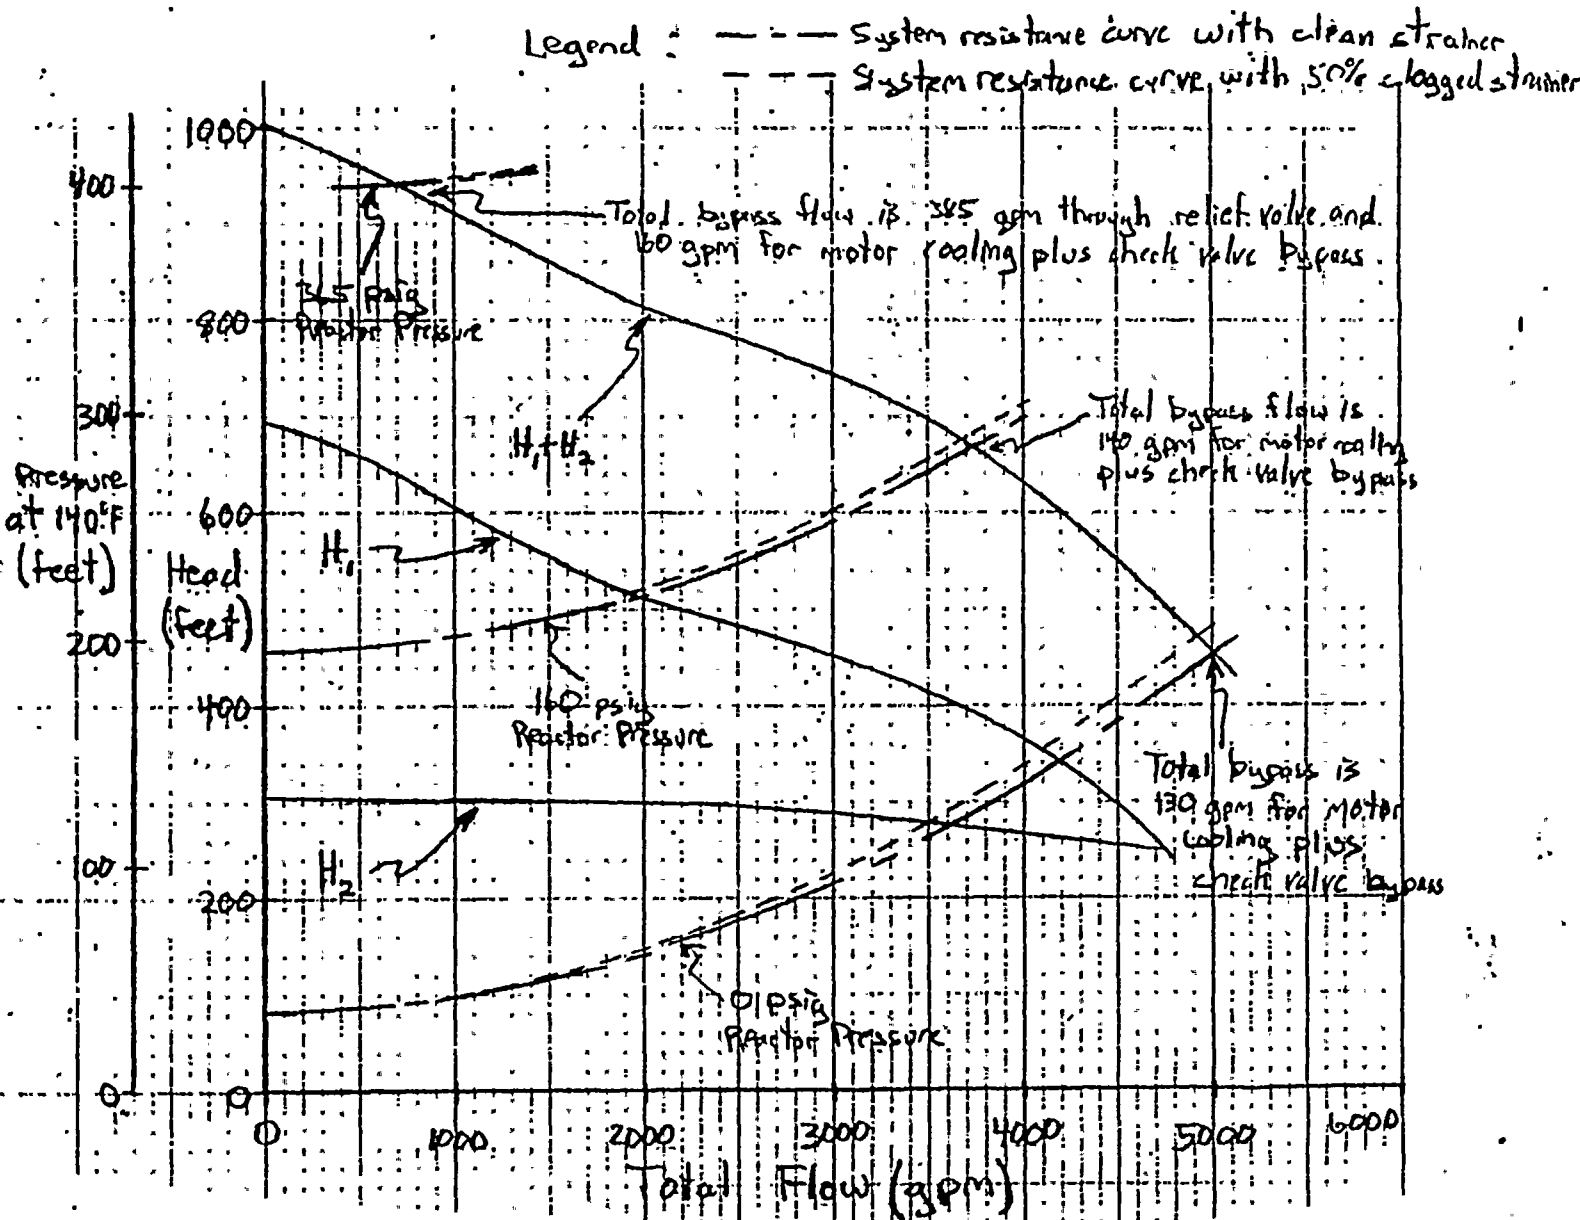 Legend :
System resistance curve with clean strainer
System resistance curve with 50% clogged strainer
1000
400
Total bypass flow is 385 gpm through relief valve and
160 gpm for motor cooling plus check valve bypass
365 psig
Reactor Pressure
800
300
H1+H2
Total bypass flow is
140 gpm for motor cooling
plus check valve bypass
Pressure
at 140°F
(feet)
600
H1
Head
(feet)
200
160 psig
Reactor Pressure
400
Total bypass is
130 gpm for motor
cooling plus
check valve bypass
100
H2
200
0 psig
Reactor Pressure
0
0
0
1000
2000
3000
4000
5000
6000
Total Flow (gpm)